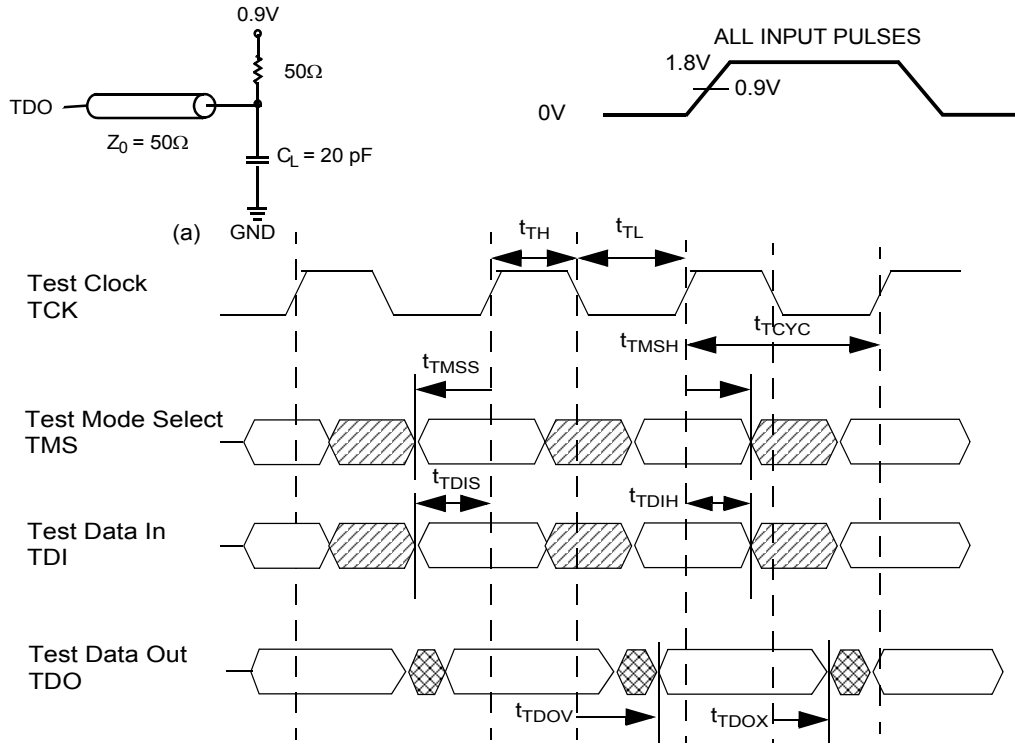 0.9V
50Ω
TDO
Z0 = 50Ω
CL = 20 pF
(a)
GND
ALL INPUT PULSES
1.8V
0.9V
0V
tTH
tTL
Test Clock
TCK
tTCYC
tTMSH
tTMSS
Test Mode Select
TMS
tTDIS
tTDIH
Test Data In
TDI
Test Data Out
TDO
tTDOV
tTDOX